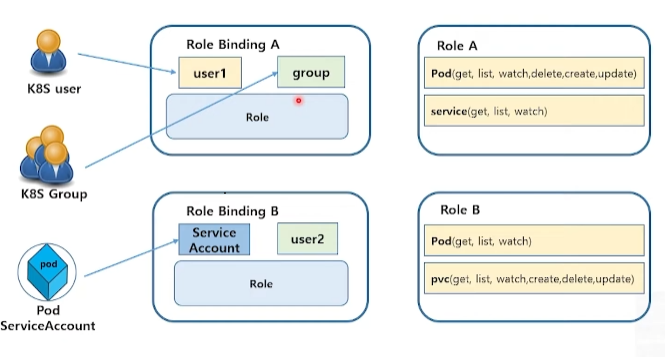 K8S user
K8S Group
pod
Pod
ServiceAccount
Role Binding A
user1
group
Role
Role Binding B
Service
Account
user2
Role
Role A
Pod(get, list, watch,delete,create,update)
service(get, list, watch)
Role B
Pod(get, list, watch)
pvc(get, list, watch,create,delete,update)